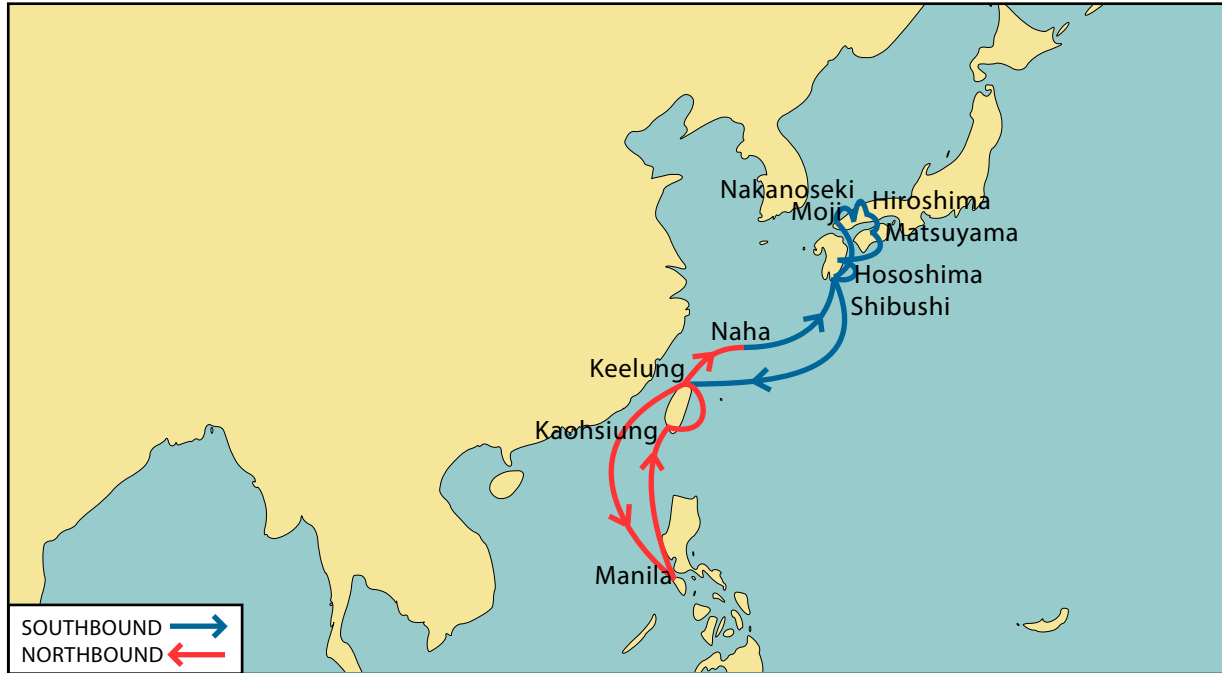 Nakanoseki
Hiroshima
Moji
Matsuyama
Hososhima
Shibushi
Naha
Keelung
Kaohsiung
Manila
SOUTHBOUND
NORTHBOUND